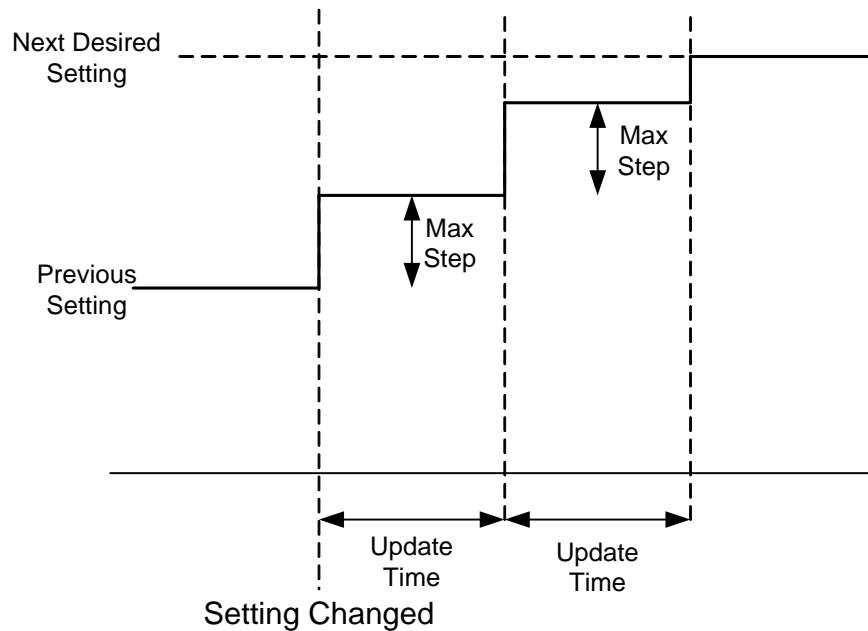 Next Desired
Setting
Max
Step
Max
Step
Previous
Setting
Update
Time
Update
Time
Setting Changed